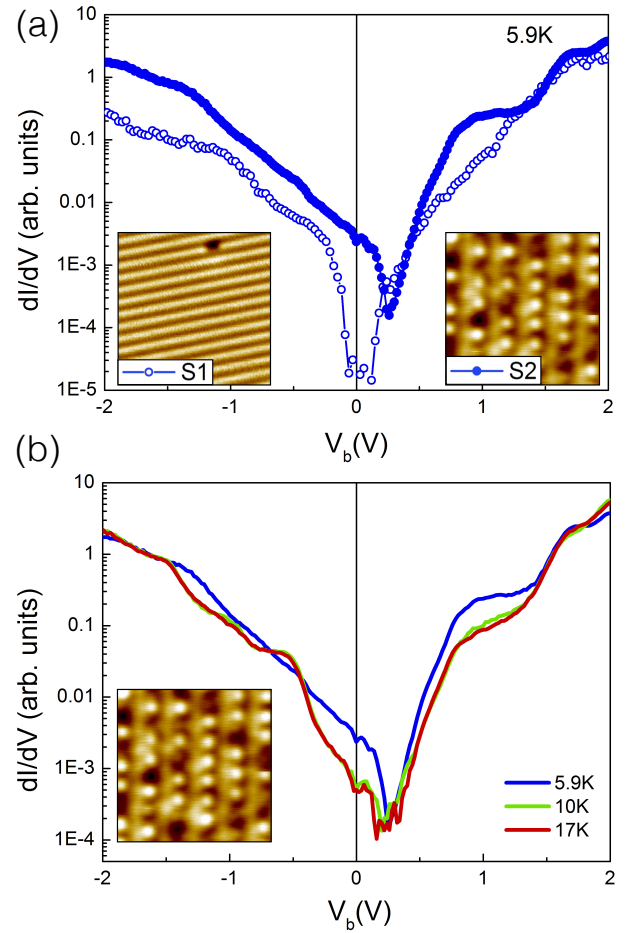 (a)
5.9K
10
1
0.1
0.01
1E-3
1E-4
1E-5
dI/dV (arb. units)
S1
S2
-2 -1 0 1 2
V_b(V)
(b)
10
1
0.1
0.01
1E-3
1E-4
dI/dV (arb. units)
5.9K
10K
17K
-2 -1 0 1 2
V_b(V)